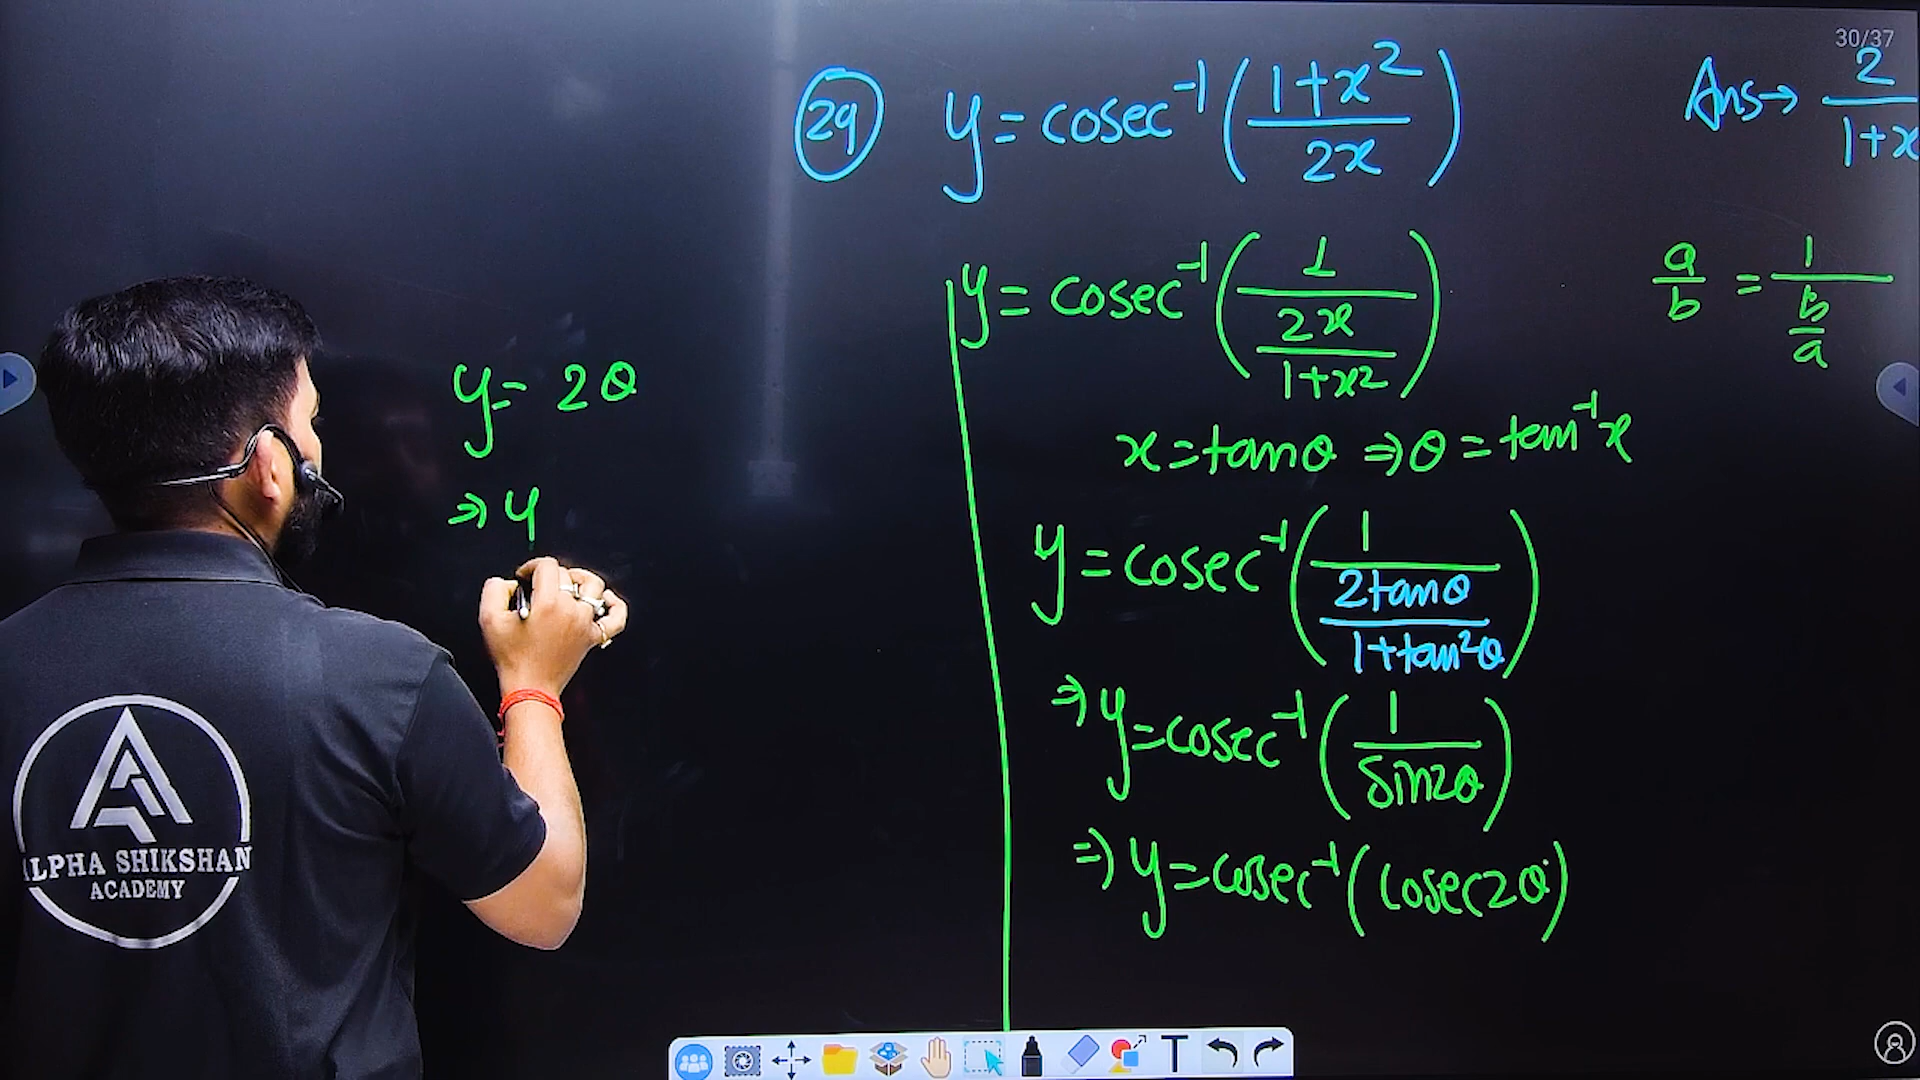 30/37
(29) y = cosec⁻¹((1+x²)/(2x))
Ans → 2/(1+x
y = cosec⁻¹(1/(2x/(1+x²)))
a/b = 1/(b/a)
x = tanθ ⇒ θ = tan⁻¹x
y = cosec⁻¹(1/(2tanθ/(1+tan²θ)))
⇒ y = cosec⁻¹(1/sin2θ)
⇒ y = cosec⁻¹(cosec2θ)
y = 2θ
⇒ y
ALPHA SHIKSHAN
ACADEMY
T